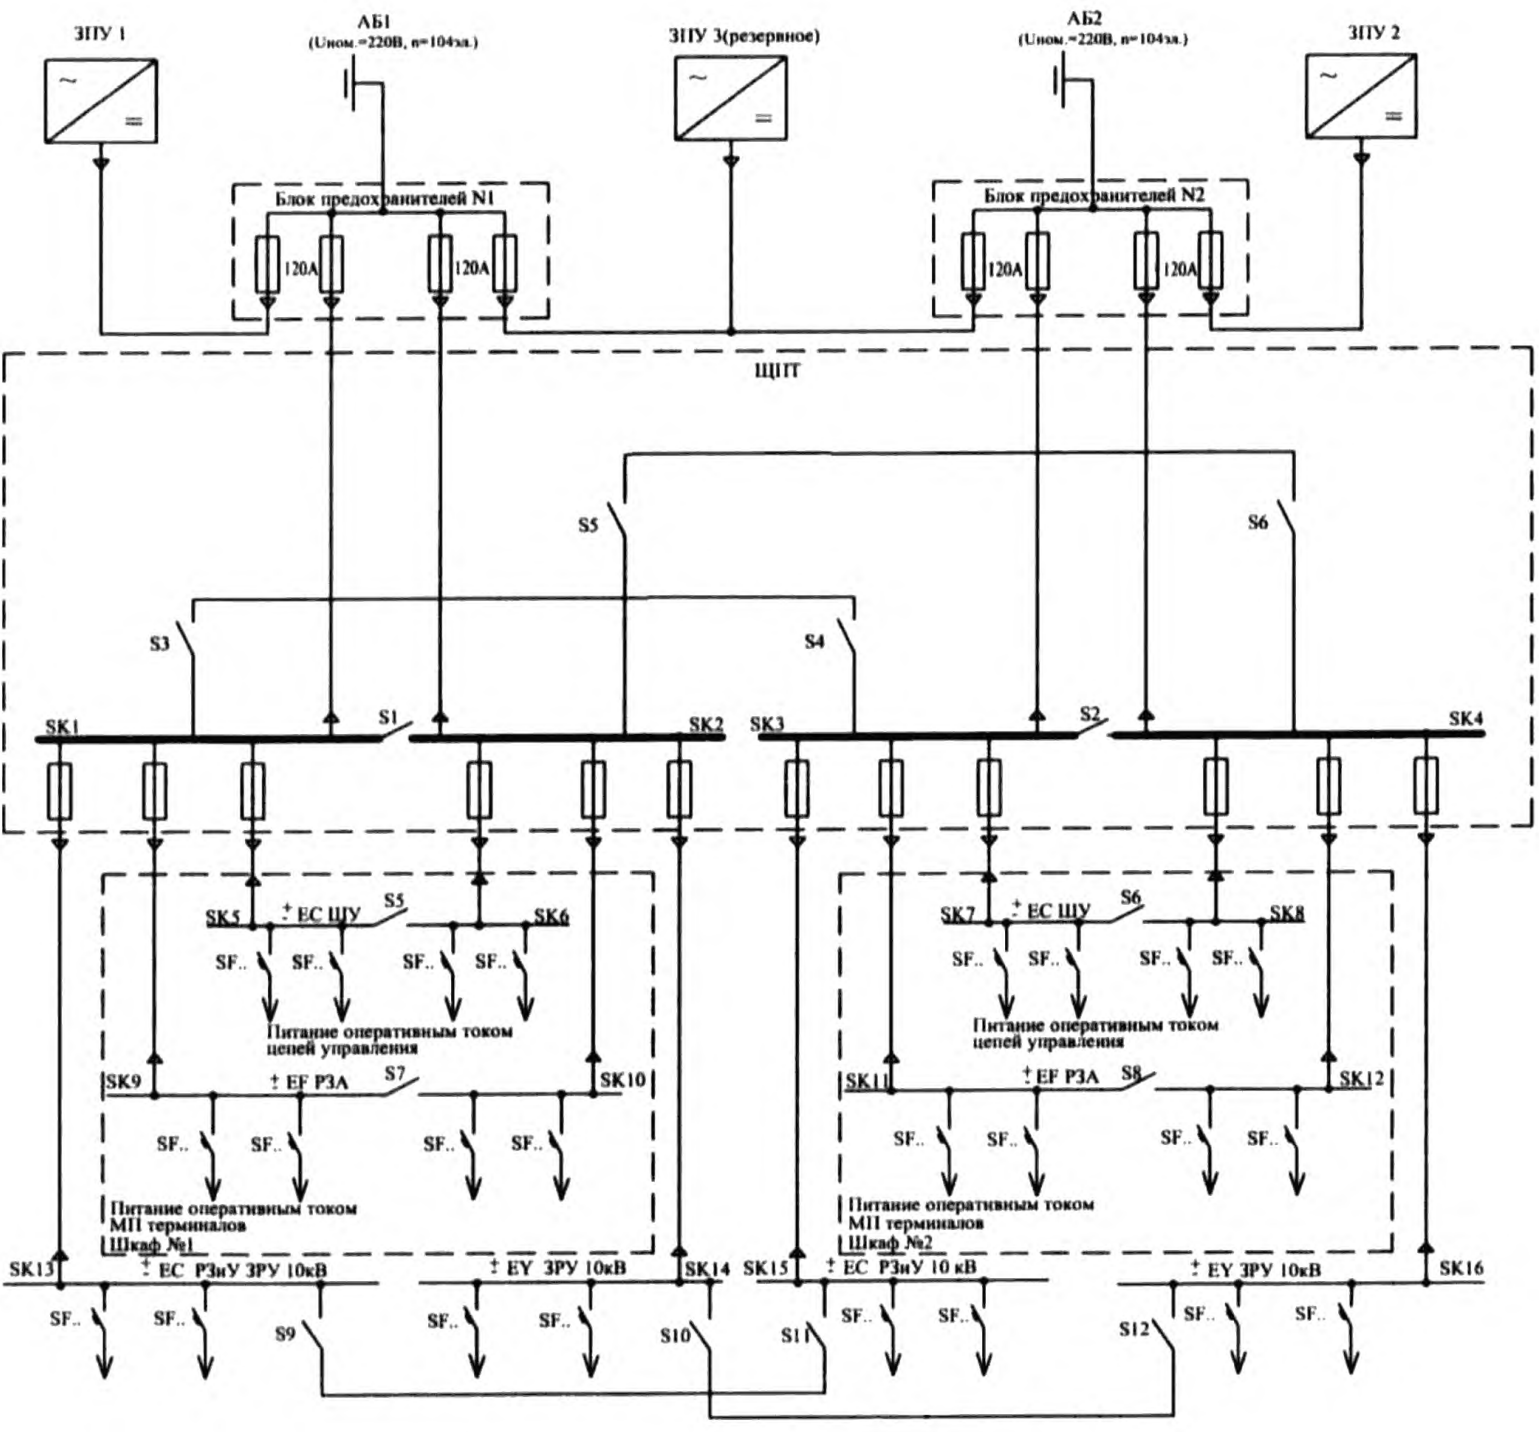 ЗПУ 1
АБ1
(Uном.=220В, n=104эл.)
ЗПУ 3(резервное)
АБ2
(Uном.=220В, n=104эл.)
ЗПУ 2
~
=
~
=
~
=
Блок предохранителей N1
120А
120А
Блок предохранителей N2
120А
120А
ЩПТ
S5
S6
S3
S4
SK1
S1
SK2
SK3
S2
SK4
SK5
± EC ШУ
S5
SK6
SK7
± EC ШУ
S6
SK8
SF..
SF..
SF..
SF..
SF..
SF..
SF..
SF..
Питание оперативным током
цепей управления
Питание оперативным током
цепей управления
SK9
± EF РЗА
S7
SK10
SK11
± EF РЗА
S8
SK12
SF..
SF..
SF..
SF..
SF..
SF..
SF..
SF..
Питание оперативным током
МП терминалов
Шкаф №1
Питание оперативным током
МП терминалов
Шкаф №2
SK13
± EC РЗиУ ЗРУ 10кВ
± EY ЗРУ 10кВ
SK14
SK15
± EC РЗиУ 10 кВ
± EY ЗРУ 10кВ
SK16
SF..
SF..
S9
SF..
SF..
S10
S11
SF..
SF..
S12
SF..
SF..